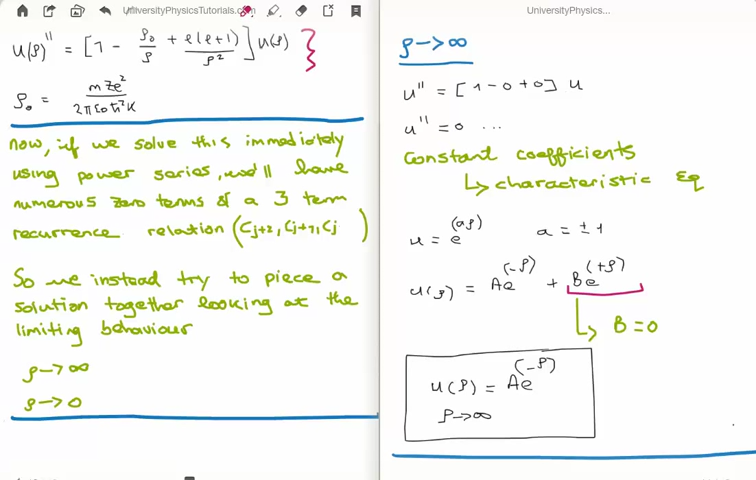 UniversityPhysicsTutorials.com
u(ρ)'' = [1 - ρ₀/ρ + ℓ(ℓ+1)/ρ²] u(ρ)
ρ₀ = mZe²/2πε₀ħ²K
now, if we solve this immediately
using power series, we'll have
numerous zero terms & a 3 term
recurrence relation (Cj+2, Cj+1, Cj )
So we instead try to piece a
solution together looking at the
limiting behaviour
ρ → ∞
ρ → 0
UniversityPhysicsTutorials.com
UniversityPhysics...
ρ → ∞
u'' = [1 - 0 + 0] u
u'' = 0 ...
Constant coefficients
↳ characteristic Eq
u = e^(aρ) a = ±1
u(ρ) = Ae^(-ρ) + Be^(+ρ)
↳ B = 0
u(ρ) = Ae^(-ρ)
ρ → ∞